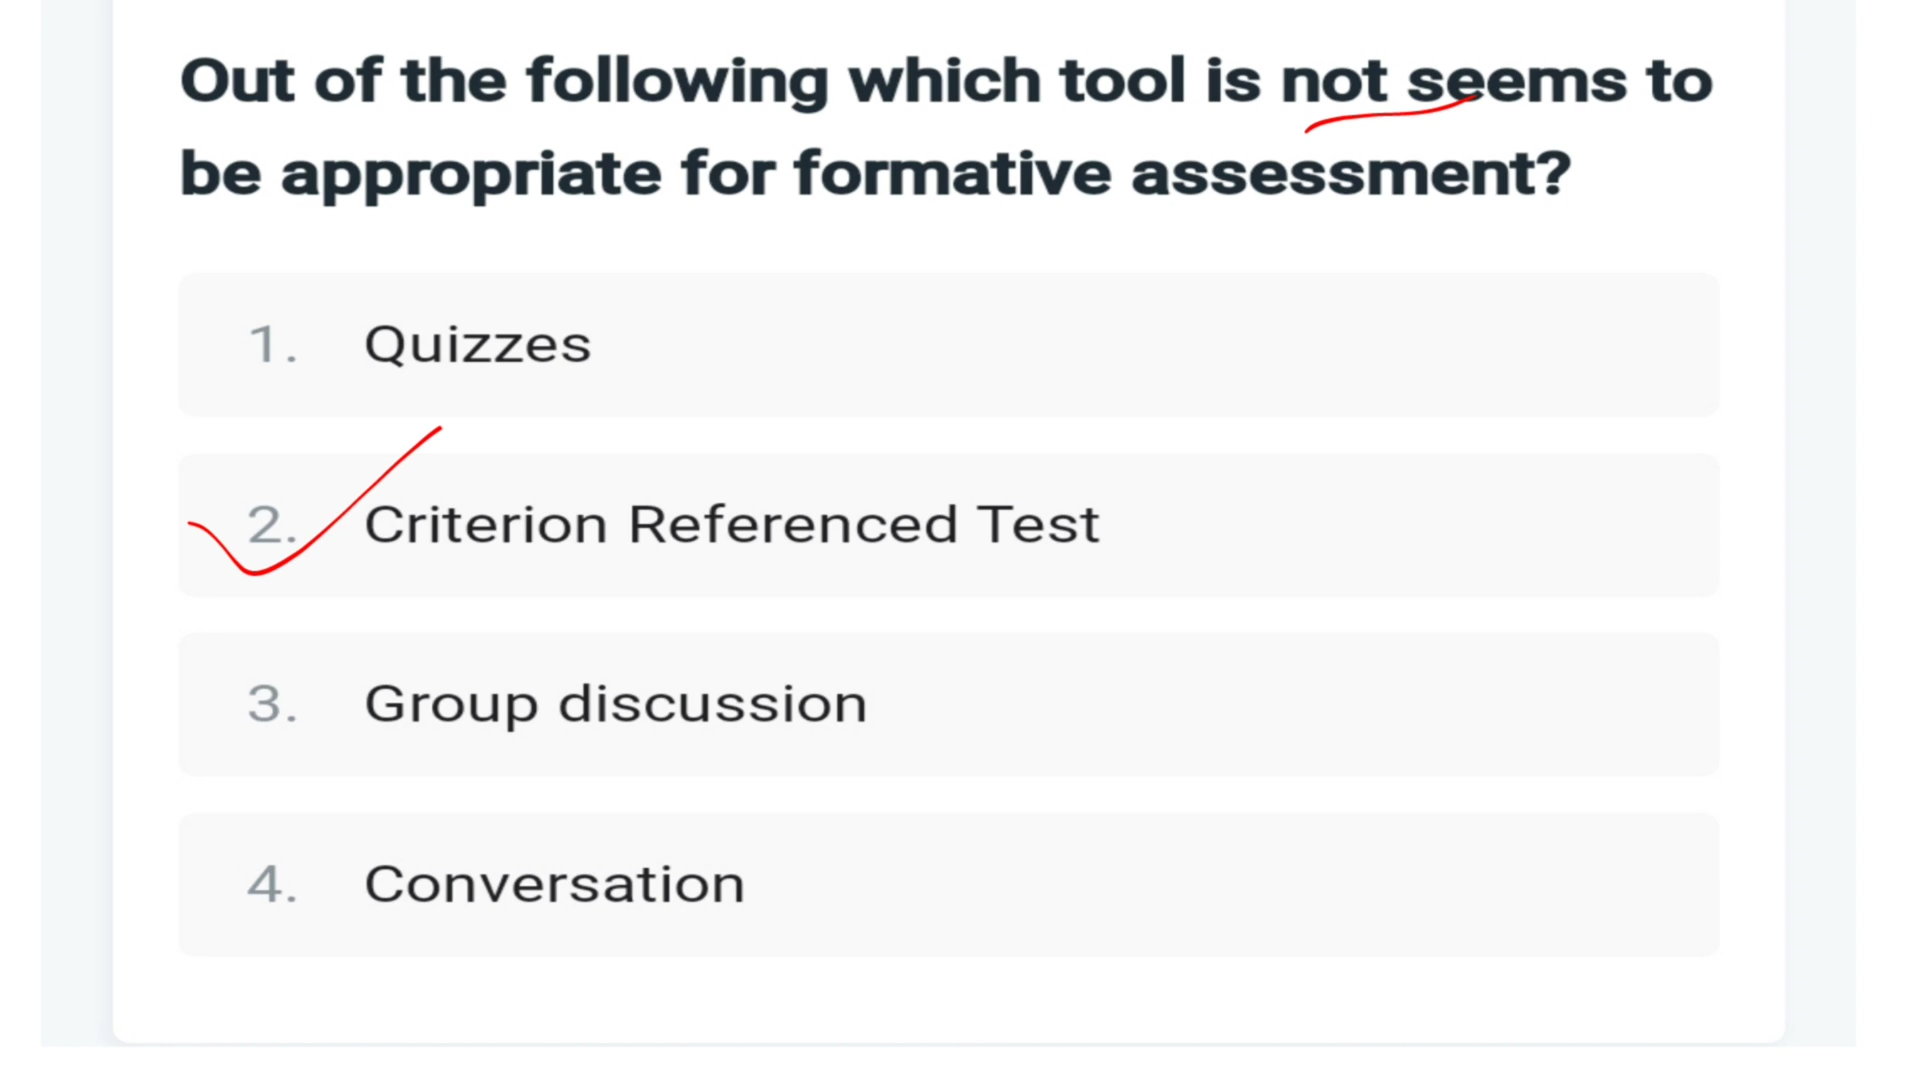 Out of the following which tool is not seems to
be appropriate for formative assessment?
1. Quizzes
2. Criterion Referenced Test
3. Group discussion
4. Conversation